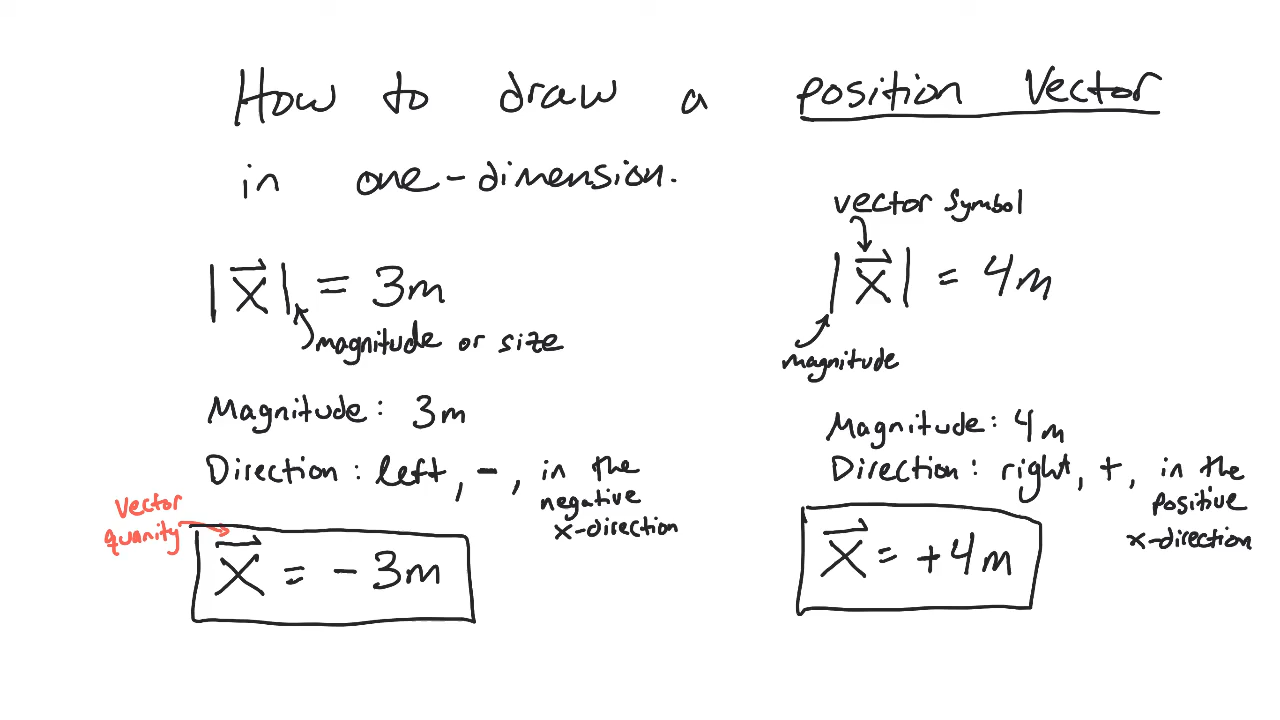 How to draw a position vector
in one-dimension.
|x⃗| = 3m
magnitude or size
Magnitude: 3m
Direction: left, -, in the
negative
x-direction
vector
quanity
x⃗ = - 3m
vector symbol
|x⃗| = 4m
magnitude
Magnitude: 4m
Direction: right, +, in the
positive
x-direction
x⃗ = +4m